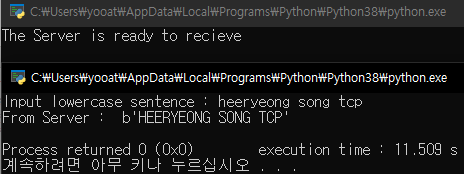 C:₩Users₩yooat₩AppData₩Local₩Programs₩Python₩Python38₩python.exe
The Server is ready to recieve
C:₩Users₩yooat₩AppData₩Local₩Programs₩Python₩Python38₩python.exe
Input lowercase sentence : heeryeong song tcp
From Server :  b'HEERYEONG SONG TCP'
Process returned 0 (0x0)        execution time : 11.509 s
계속하려면 아무 키나 누르십시오 . . .